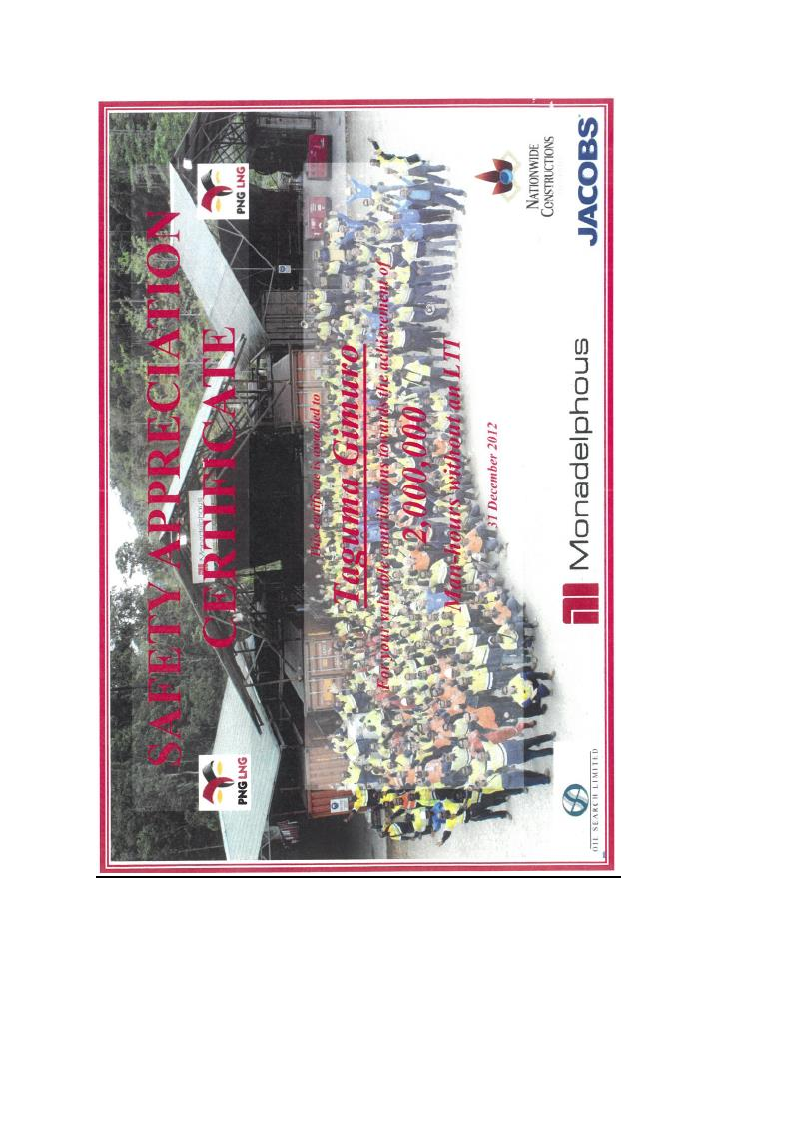 SAFETY APPRECIATION
CERTIFICATE
PNG LNG
PNG LNG
This certificate is awarded to
Taguma Gimuro
For your valuable contributions towards the achievement of
2,000,000
Man-hours without an LTI
31 December 2012
NATIONWIDE
CONSTRUCTIONS
OIL SEARCH LIMITED
Monadelphous
JACOBS